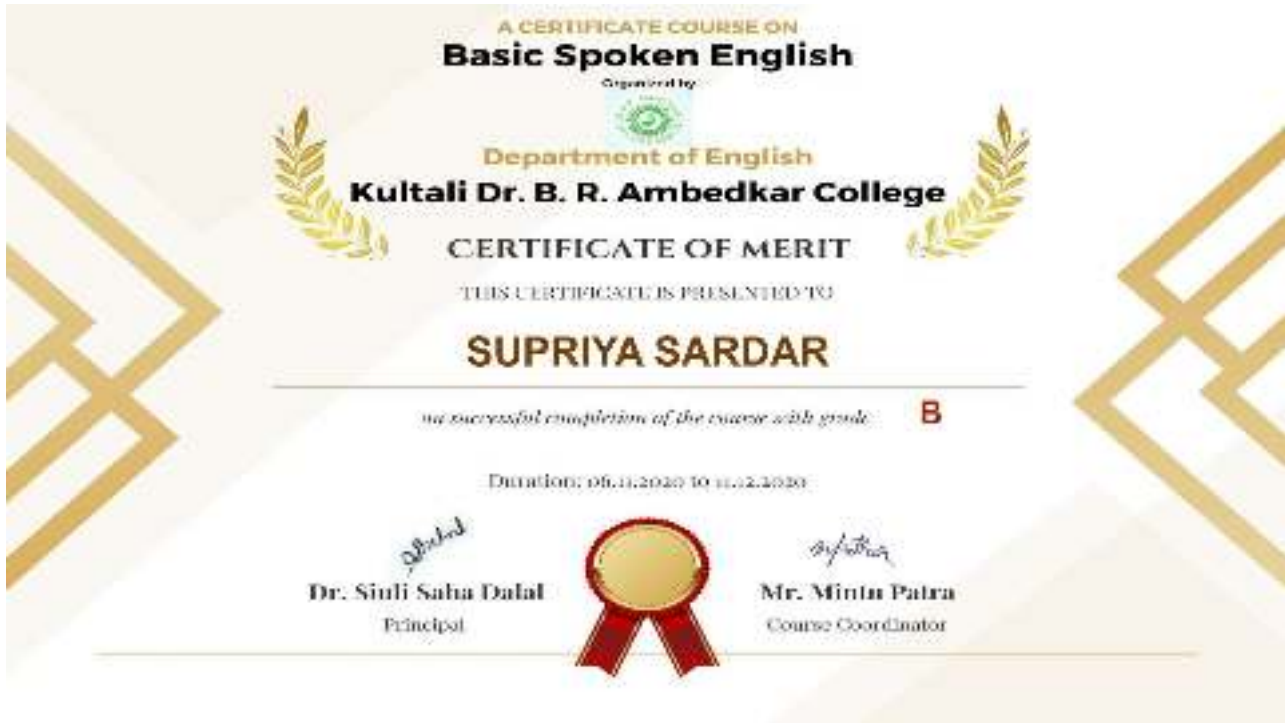 A CERTIFICATE COURSE ON
Basic Spoken English
Organized by
Department of English
Kultali Dr. B. R. Ambedkar College
CERTIFICATE OF MERIT
THIS CERTIFICATE IS PRESENTED TO
SUPRIYA SARDAR
on successful completion of the course with grade B
Duration: 06.11.2020 to 11.12.2020
Dr. Siuli Saha Dalal Mr. Mintu Patra
Principal Course Coordinator